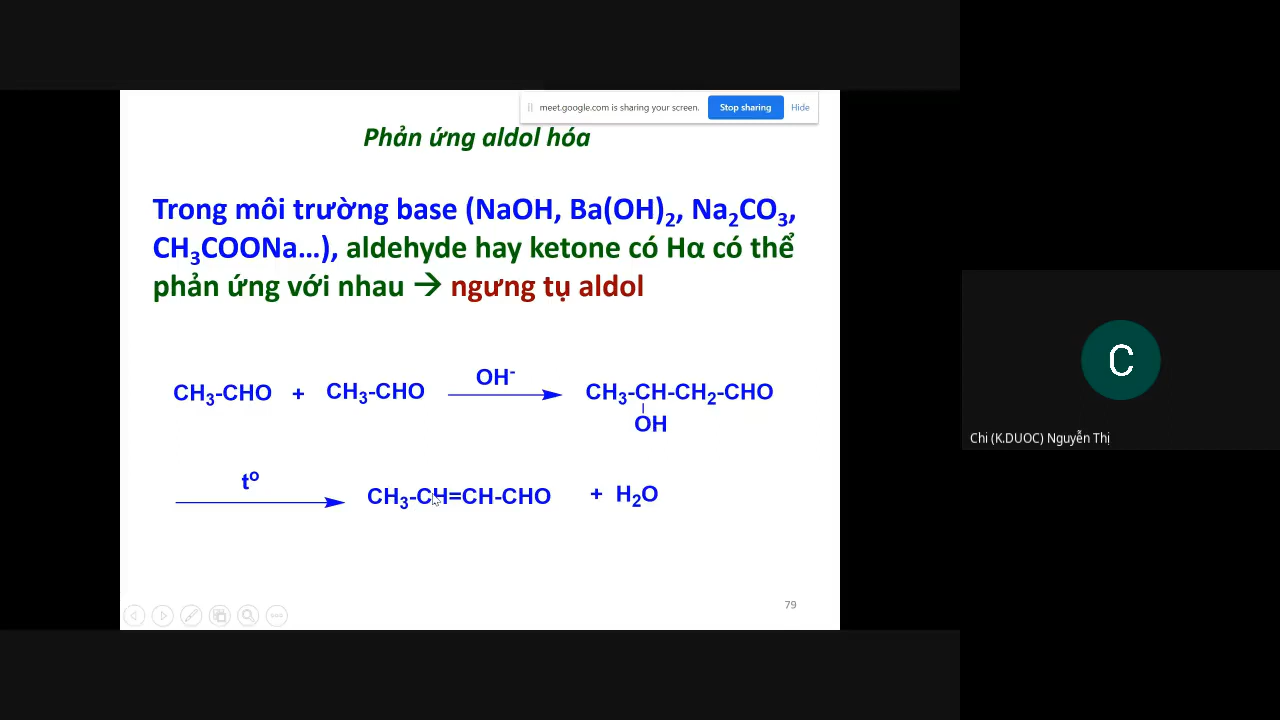 meet.google.com is sharing your screen. Stop sharing Hide
Phản ứng aldol hóa
Trong môi trường base (NaOH, Ba(OH)₂, Na₂CO₃,
CH₃COONa…), aldehyde hay ketone có Hα có thể
phản ứng với nhau → ngưng tụ aldol
OH⁻
CH₃-CHO + CH₃-CHO CH₃-CH-CH₂-CHO
OH
tº
CH₃-CH=CH-CHO + H₂O
79
C
Chi (K.DUOC) Nguyễn Thị